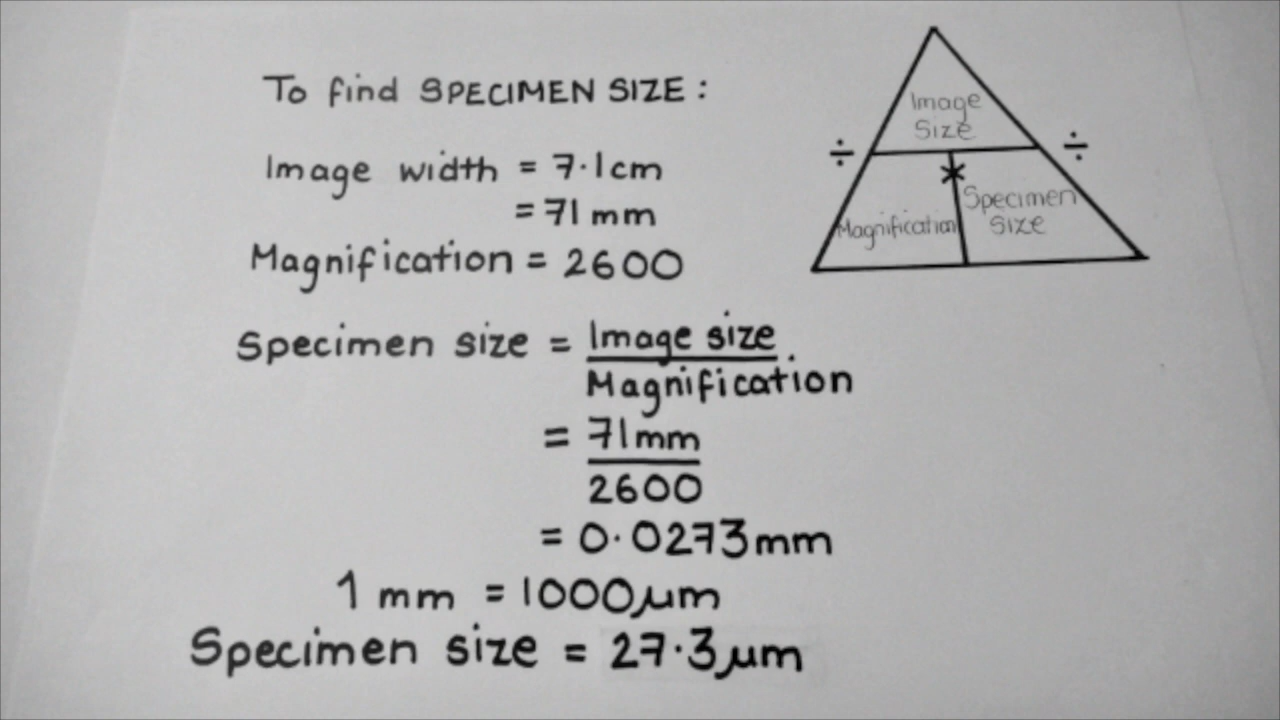 To find SPECIMEN SIZE :
Image width = 7.1cm
= 71 mm
Magnification = 2600
Specimen size = Image size
Magnification
= 71mm
2600
= 0.0273mm
1 mm = 1000µm
Specimen size = 27.3µm
Image
Size
÷ ÷
*
Magnification
Specimen
Size